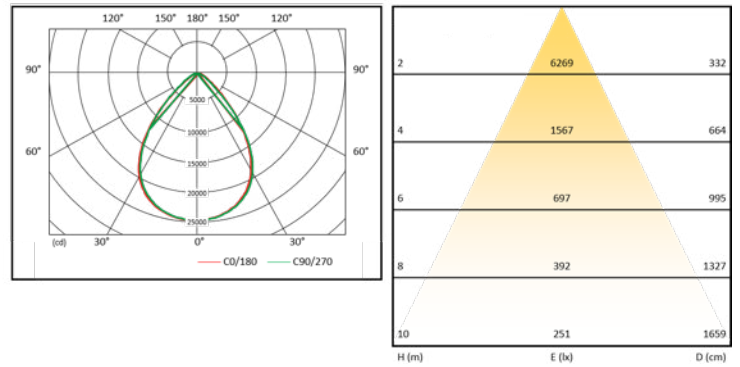 120° 150° 180° 150° 120°
90° 90°
5000
10000
60° 60°
15000
20000
25000
(cd) 30° 0° 30°
C0/180 C90/270
2 6269 332
4 1567 664
6 697 995
8 392 1327
10 251 1659
H (m) E (lx) D (cm)